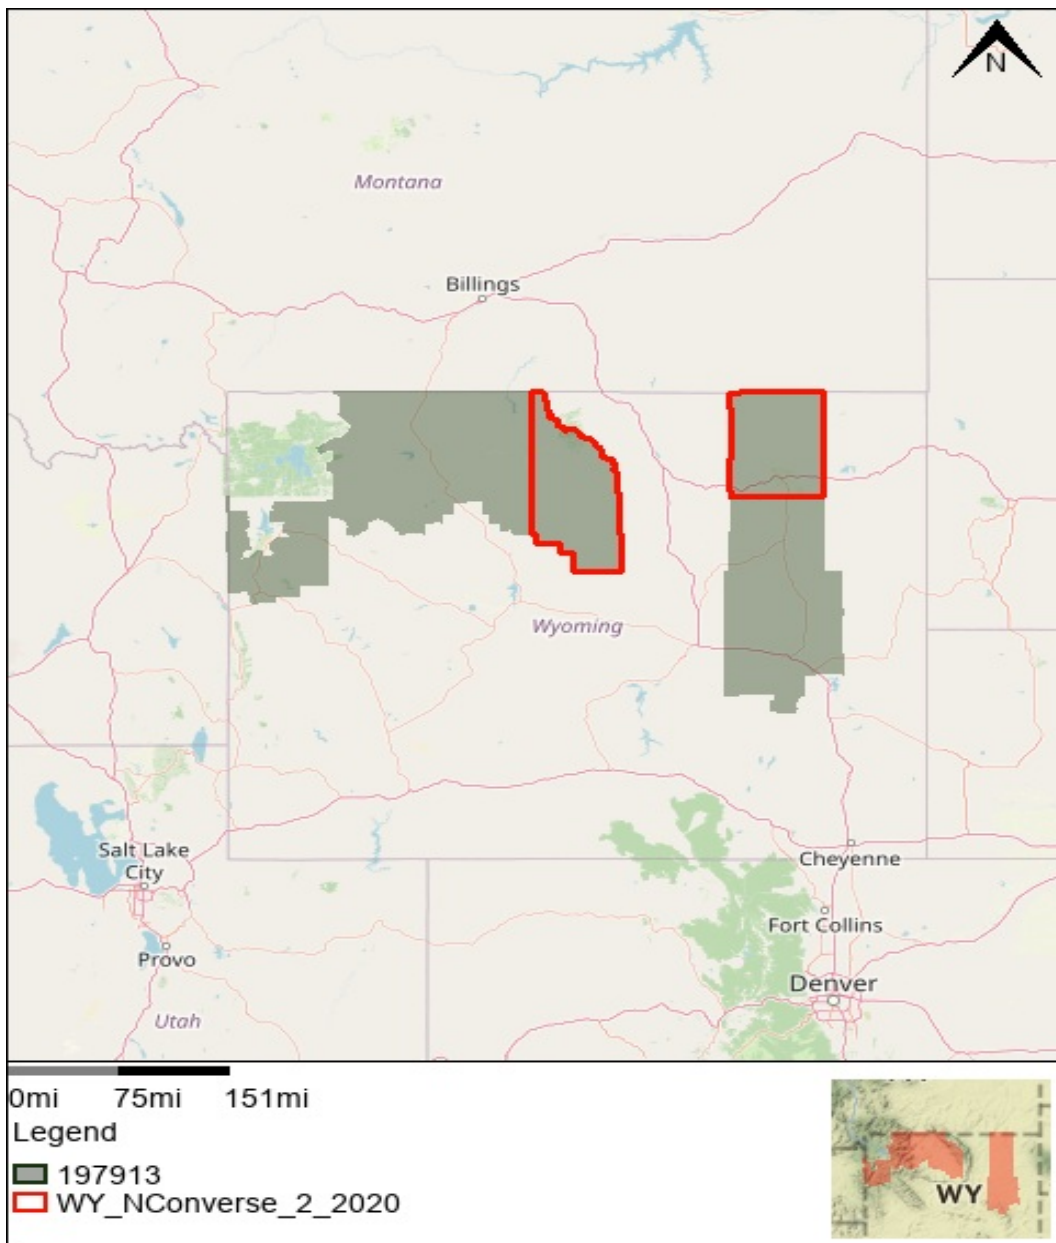 N
Montana
Billings
Wyoming
Salt Lake
City
Cheyenne
Fort Collins
Provo
Denver
Utah
0mi 75mi 151mi
Legend
197913
WY_NConverse_2_2020
WY